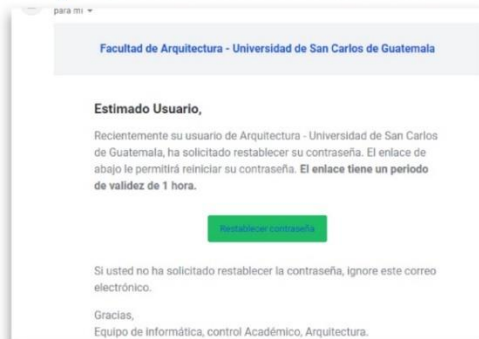 para mí
Facultad de Arquitectura - Universidad de San Carlos de Guatemala
Estimado Usuario,
Recientemente su usuario de Arquitectura - Universidad de San Carlos
de Guatemala, ha solicitado restablecer su contraseña. El enlace de
abajo le permitirá reiniciar su contraseña. El enlace tiene un periodo
de validez de 1 hora.
Restablecer contraseña
Si usted no ha solicitado restablecer la contraseña, ignore este correo
electrónico.
Gracias,
Equipo de informática, control Académico, Arquitectura.